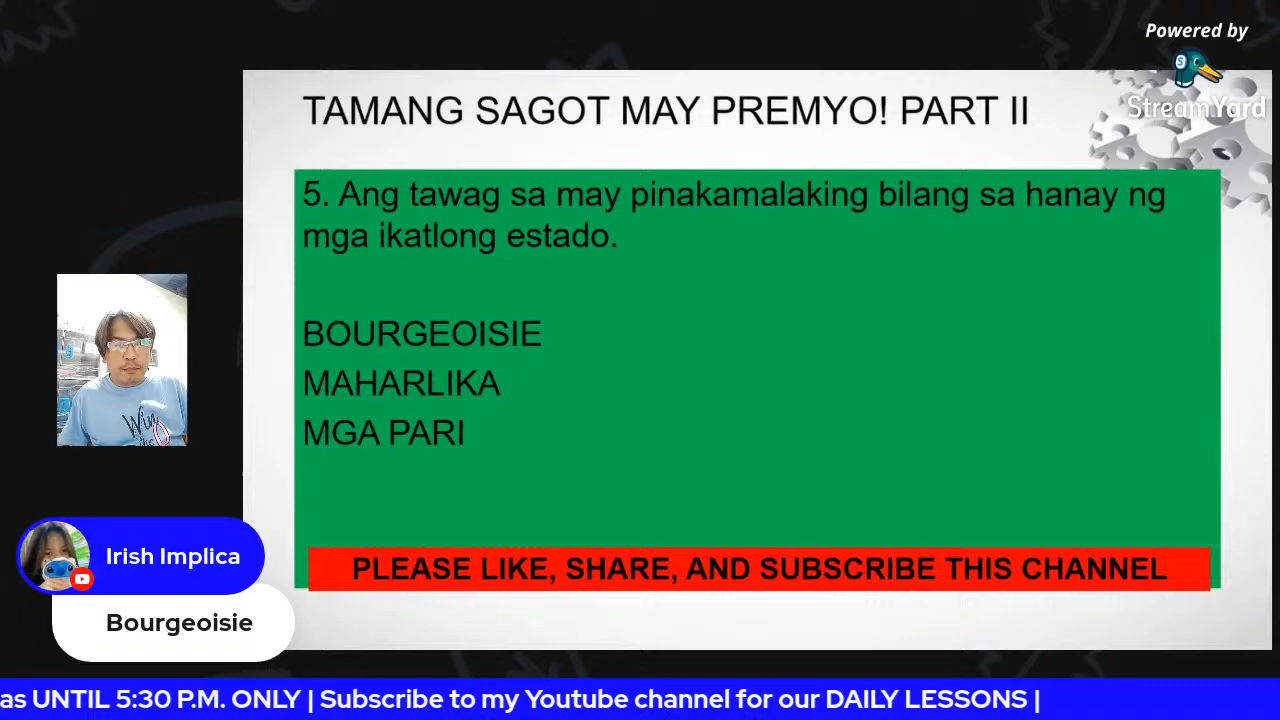 Powered by
StreamYard
TAMANG SAGOT MAY PREMYO! PART II
5. Ang tawag sa may pinakamalaking bilang sa hanay ng
mga ikatlong estado.
BOURGEOISIE
MAHARLIKA
MGA PARI
PLEASE LIKE, SHARE, AND SUBSCRIBE THIS CHANNEL
Irish Implica
Bourgeoisie
as UNTIL 5:30 P.M. ONLY | Subscribe to my Youtube channel for our DAILY LESSONS |